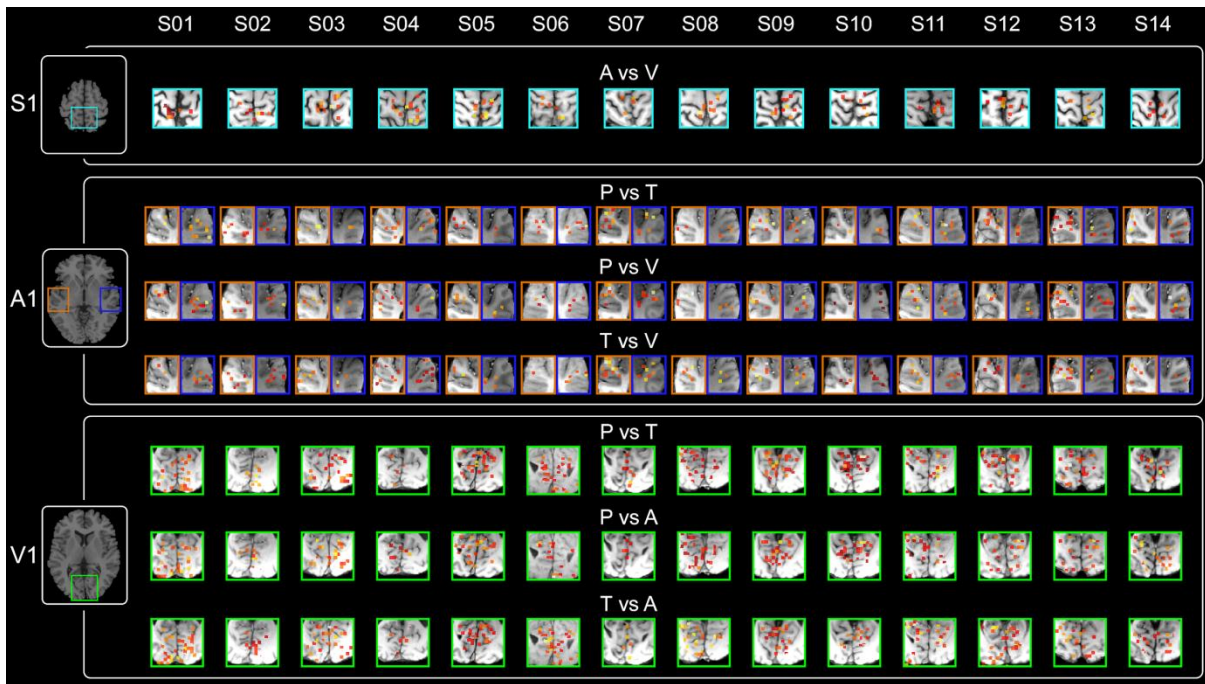 S01 S02 S03 S04 S05 S06 S07 S08 S09 S10 S11 S12 S13 S14
S1
A vs V
A1
P vs T
P vs V
T vs V
V1
P vs T
P vs A
T vs A